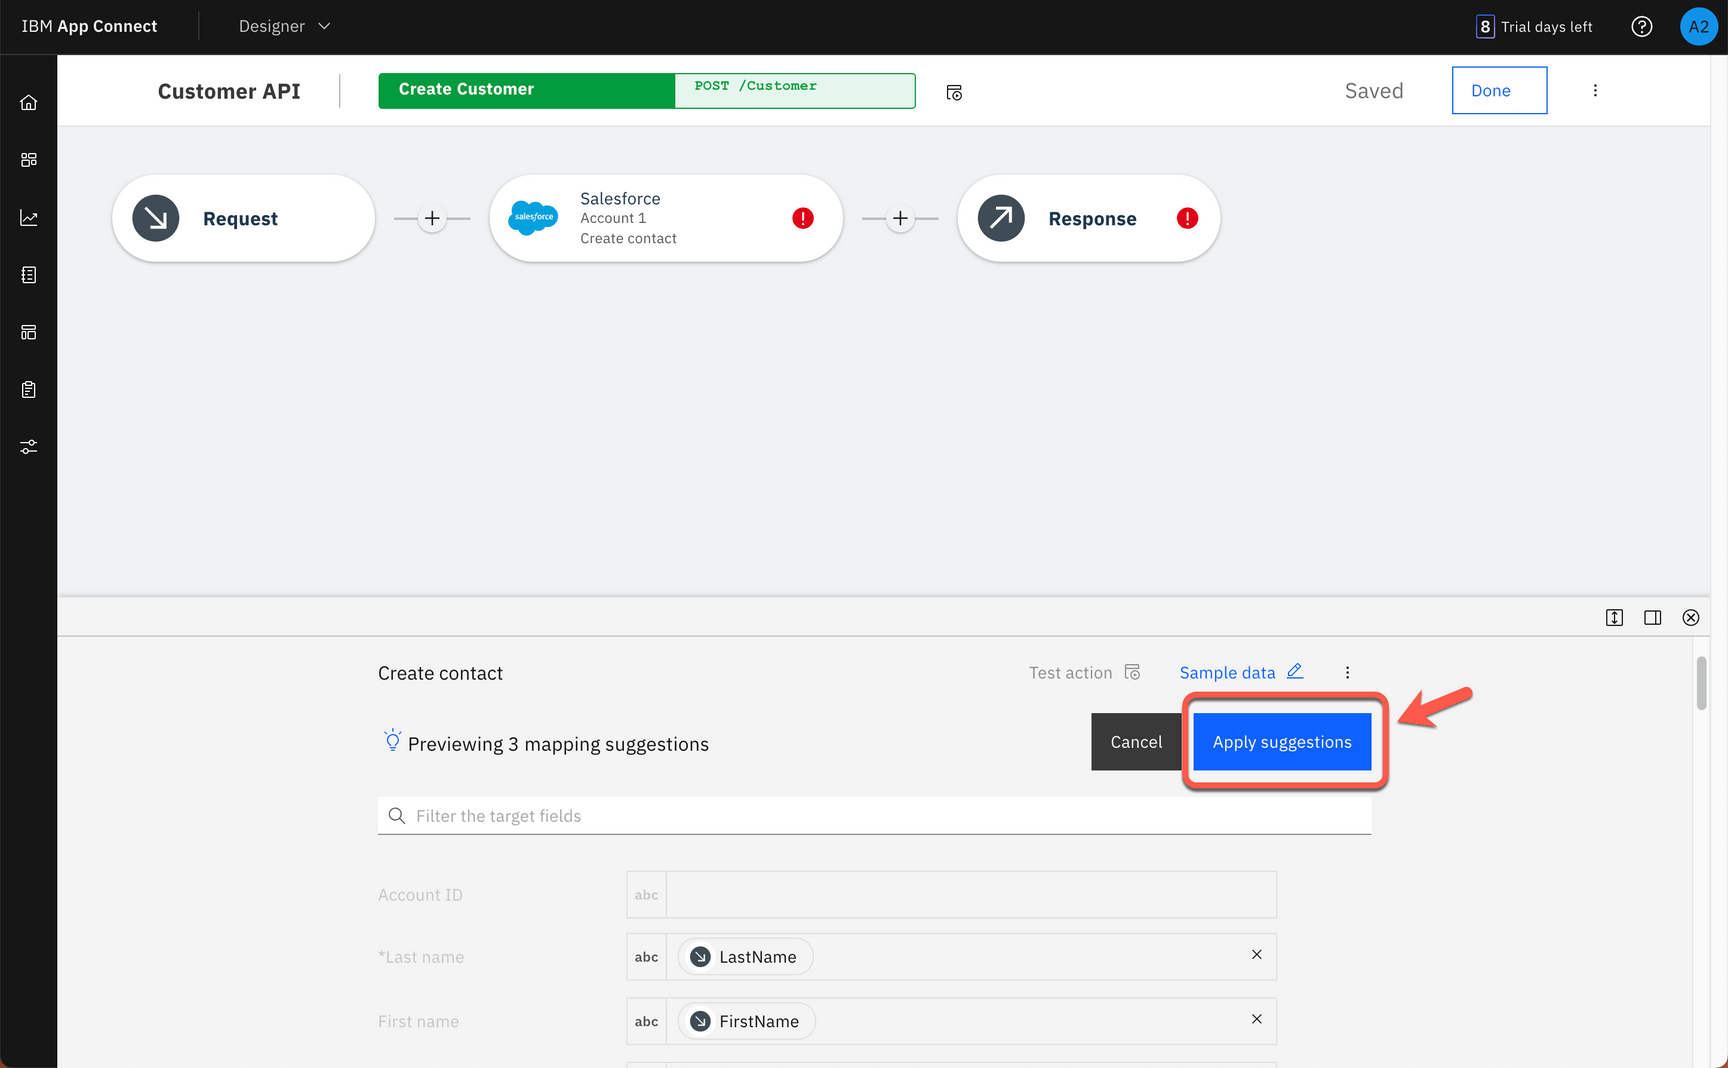 IBM App Connect
Designer
8 Trial days left
A2
Customer API
Create Customer
POST /Customer
Saved
Done
Request
salesforce
Salesforce
Account 1
Create contact
Response
Create contact
Test action
Sample data
Previewing 3 mapping suggestions
Cancel
Apply suggestions
Filter the target fields
Account ID
abc
*Last name
abc
LastName
First name
abc
FirstName